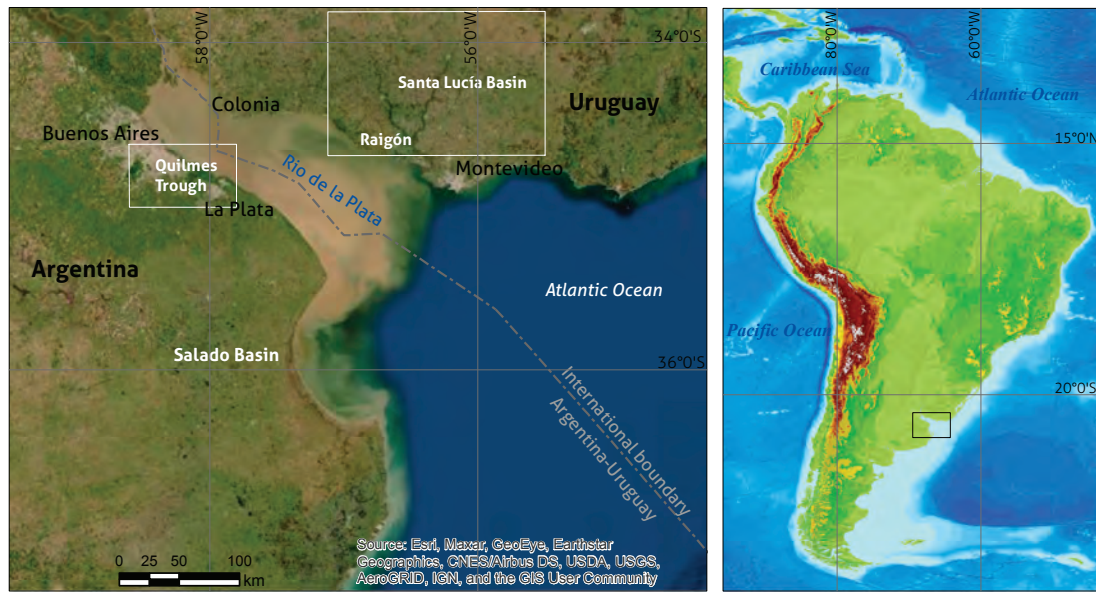 58°0'W
56°0'W
34°0'S
Santa Lucía Basin
Uruguay
Colonia
Buenos Aires
Raigón
Quilmes
Trough
Montevideo
Rio de la Plata
La Plata
Argentina
Atlantic Ocean
Salado Basin
36°0'S
International boundary
Argentina-Uruguay
0 25 50 100
km
Source: Esri, Maxar, GeoEye, Earthstar
Geographics, CNES/Airbus DS, USDA, USGS,
AeroGRID, IGN, and the GIS User Community
80°0'W
60°0'W
Caribbean Sea
Atlantic Ocean
15°0'N
Pacific Ocean
20°0'S